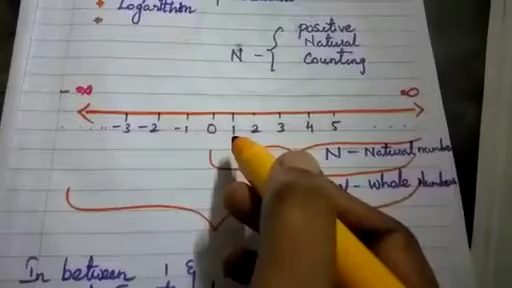 Logarithm
positive
Natural
N - { Counting
- ∞ ∞
. . ... -3 -2 -1 0 1 2 3 4 5 . . . .
N - Natural number
W - Whole Numbers
In between 1 &